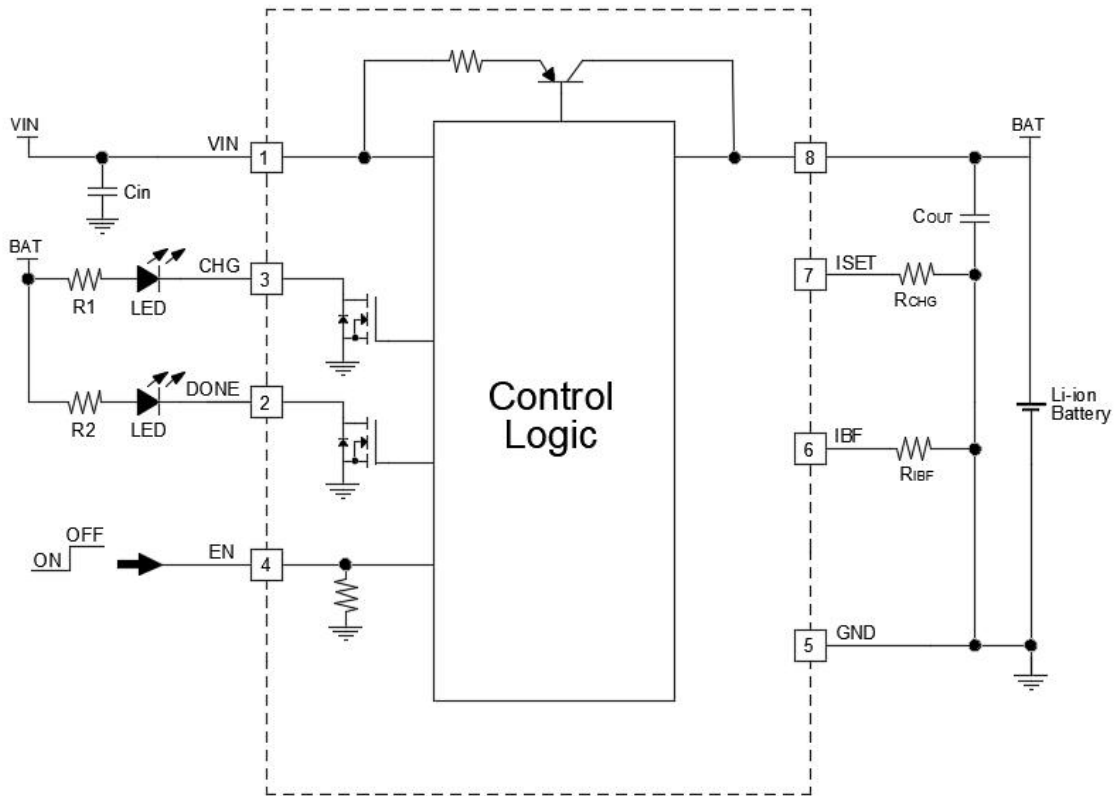 VIN
VIN
1
8
BAT
Cin
COUT
BAT
CHG
3
7
ISET
R1
LED
RCHG
DONE
2
R2
LED
Control
Logic
6
IBF
RIBF
Li-ion
Battery
OFF
ON
EN
4
5
GND